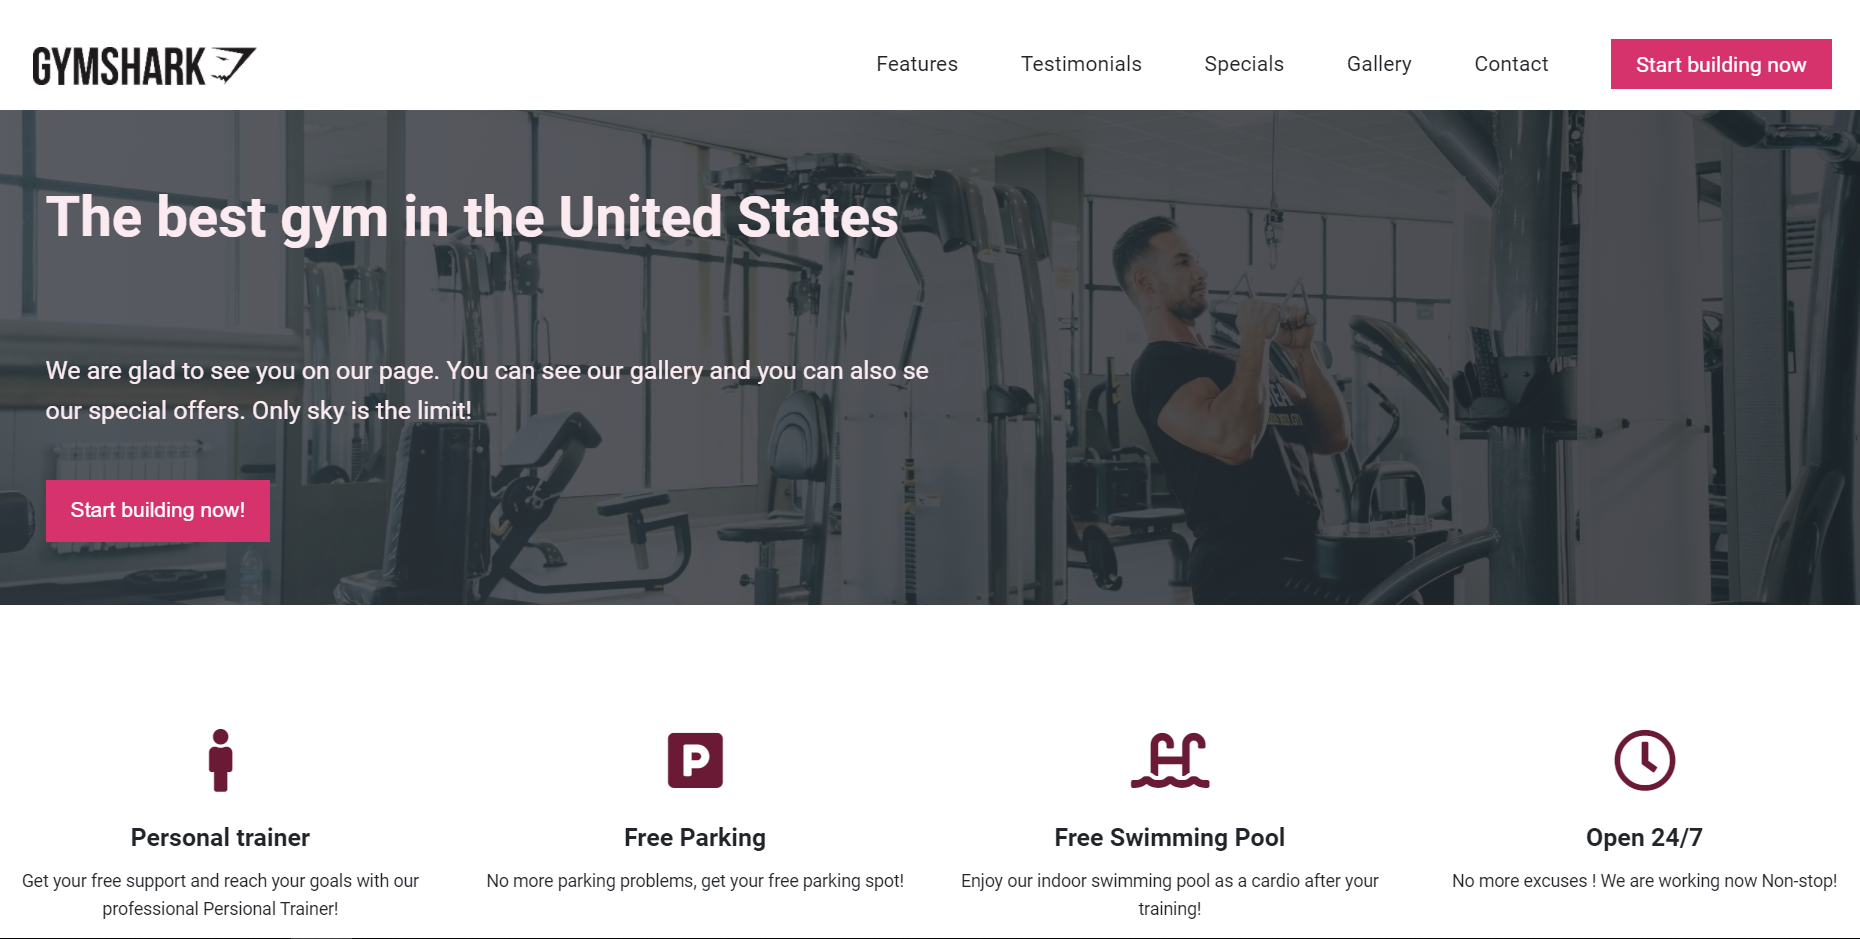 GYMSHARK
Features
Testimonials
Specials
Gallery
Contact
Start building now
The best gym in the United States
We are glad to see you on our page. You can see our gallery and you can also se
our special offers. Only sky is the limit!
Start building now!
P
Personal trainer
Get your free support and reach your goals with our
professional Persional Trainer!
Free Parking
No more parking problems, get your free parking spot!
Free Swimming Pool
Enjoy our indoor swimming pool as a cardio after your
training!
Open 24/7
No more excuses ! We are working now Non-stop!